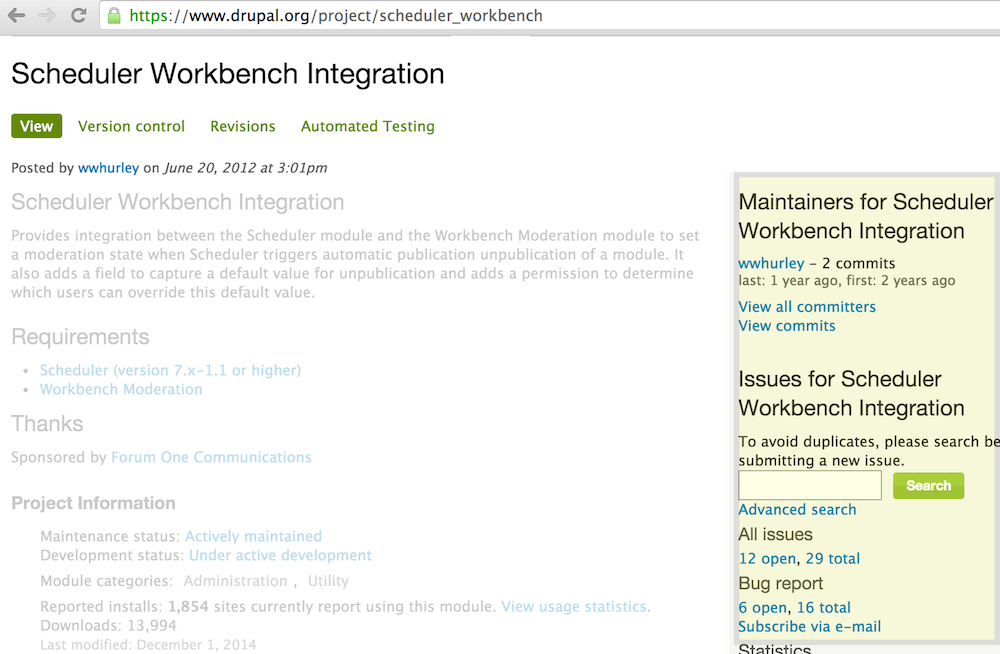 https://www.drupal.org/project/scheduler_workbench
Scheduler Workbench Integration
View Version control Revisions Automated Testing
Posted by wwhurley on June 20, 2012 at 3:01pm
Scheduler Workbench Integration
Provides integration between the Scheduler module and the Workbench Moderation module to set
a moderation state when Scheduler triggers automatic publication unpublication of a module. It
also adds a field to capture a default value for unpublication and adds a permission to determine
which users can override this default value.
Requirements
• Scheduler (version 7.x-1.1 or higher)
• Workbench Moderation
Thanks
Sponsored by Forum One Communications
Project Information
Maintenance status: Actively maintained
Development status: Under active development
Module categories: Administration , Utility
Reported installs: 1,854 sites currently report using this module. View usage statistics.
Downloads: 13,994
Last modified: December 1, 2014
Maintainers for Scheduler
Workbench Integration
wwhurley – 2 commits
last: 1 year ago, first: 2 years ago
View all committers
View commits
Issues for Scheduler
Workbench Integration
To avoid duplicates, please search be
submitting a new issue.
Search
Advanced search
All issues
12 open, 29 total
Bug report
6 open, 16 total
Subscribe via e-mail
Statistics